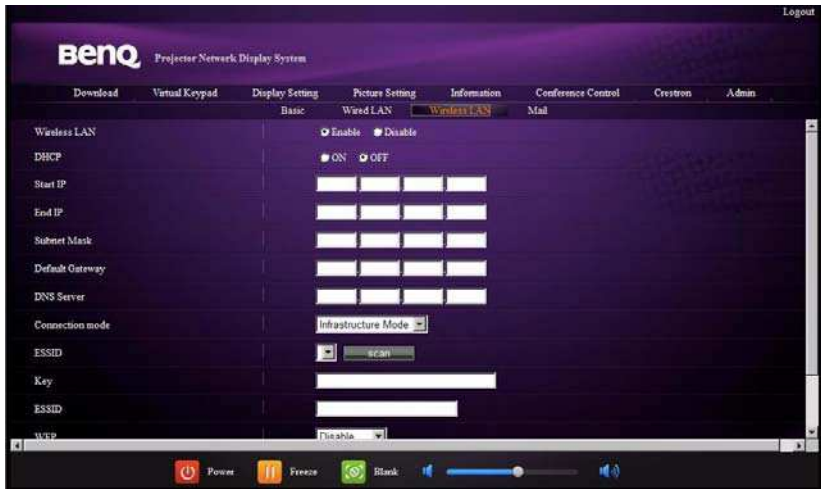 Logout
BenQ Projector Network Display System
Download Virtual Keypad Display Setting Picture Setting Information Conference Control Crestron Admin
Basic Wired LAN Wireless LAN Mail
Wireless LAN Enable Disable
DHCP ON OFF
Start IP
End IP
Subnet Mask
Default Gateway
DNS Server
Connection mode Infrastructure Mode
ESSID scan
Key
ESSID
WEP Disable
Power Freeze Blank